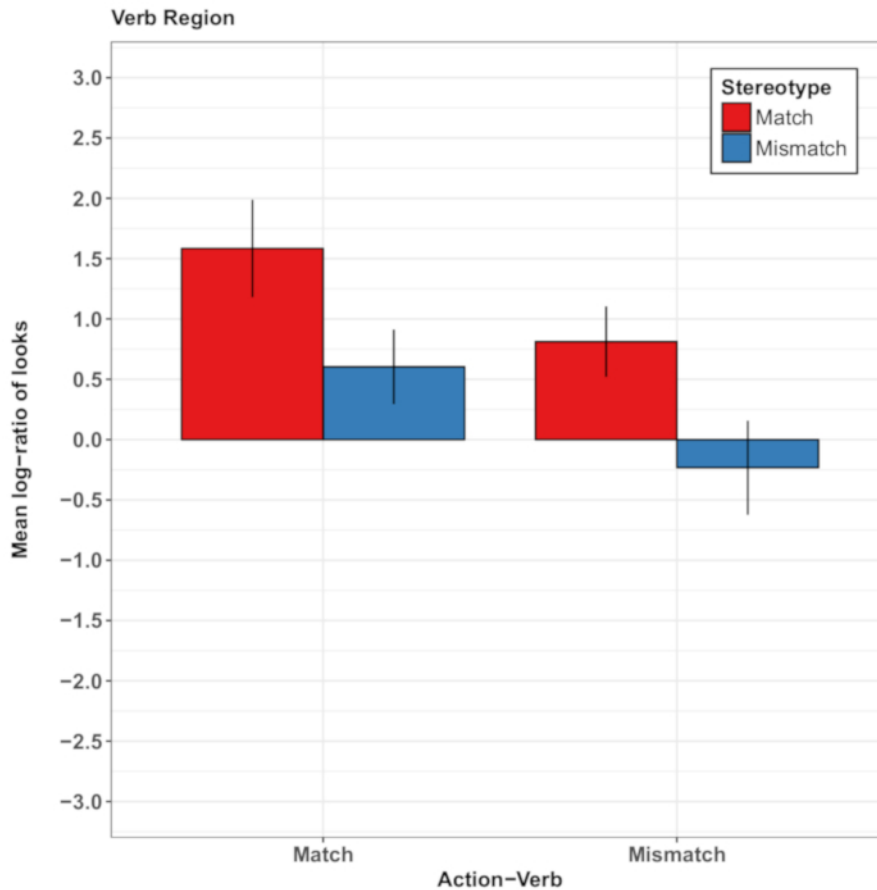 Verb Region
Stereotype
Match
Mismatch
Mean log−ratio of looks
3.0
2.5
2.0
1.5
1.0
0.5
0.0
−0.5
−1.0
−1.5
−2.0
−2.5
−3.0
Match
Mismatch
Action−Verb